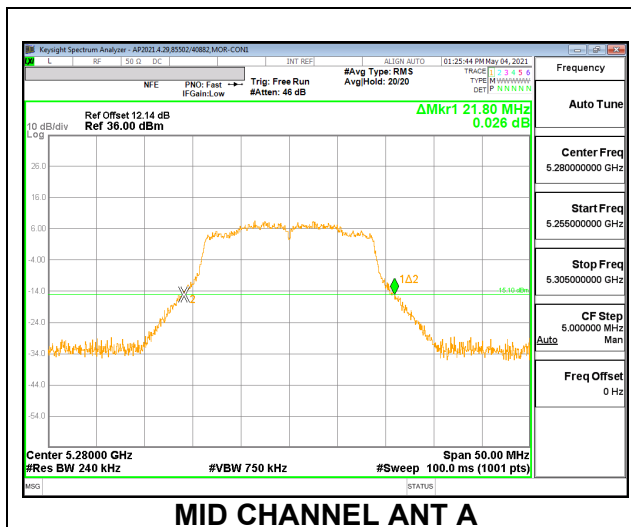 Keysight Spectrum Analyzer - AP2021.4.29,85502/40882,MOR-CON1
L RF 50 Ω DC INT REF ALIGN AUTO 01:25:44 PM May 04, 2021
NFE
PNO: Fast
IFGain:Low
Trig: Free Run
#Atten: 46 dB
#Avg Type: RMS
Avg|Hold: 20/20
TRACE 1 2 3 4 5 6
TYPE M WWWWW
DET P N N N N N
ΔMkr1 21.80 MHz
0.026 dB
Ref Offset 12.14 dB
10 dB/div Ref 36.00 dBm
Log
26.0
16.0
6.00
-4.00
-14.0
-24.0
-34.0
-44.0
-54.0
1Δ2
2
Center 5.28000 GHz Span 50.00 MHz
#Res BW 240 kHz #VBW 750 kHz #Sweep 100.0 ms (1001 pts)
MSG STATUS
Frequency
Auto Tune
Center Freq
5.280000000 GHz
Start Freq
5.255000000 GHz
Stop Freq
5.305000000 GHz
CF Step
5.000000 MHz
Auto Man
Freq Offset
0 Hz
MID CHANNEL ANT A